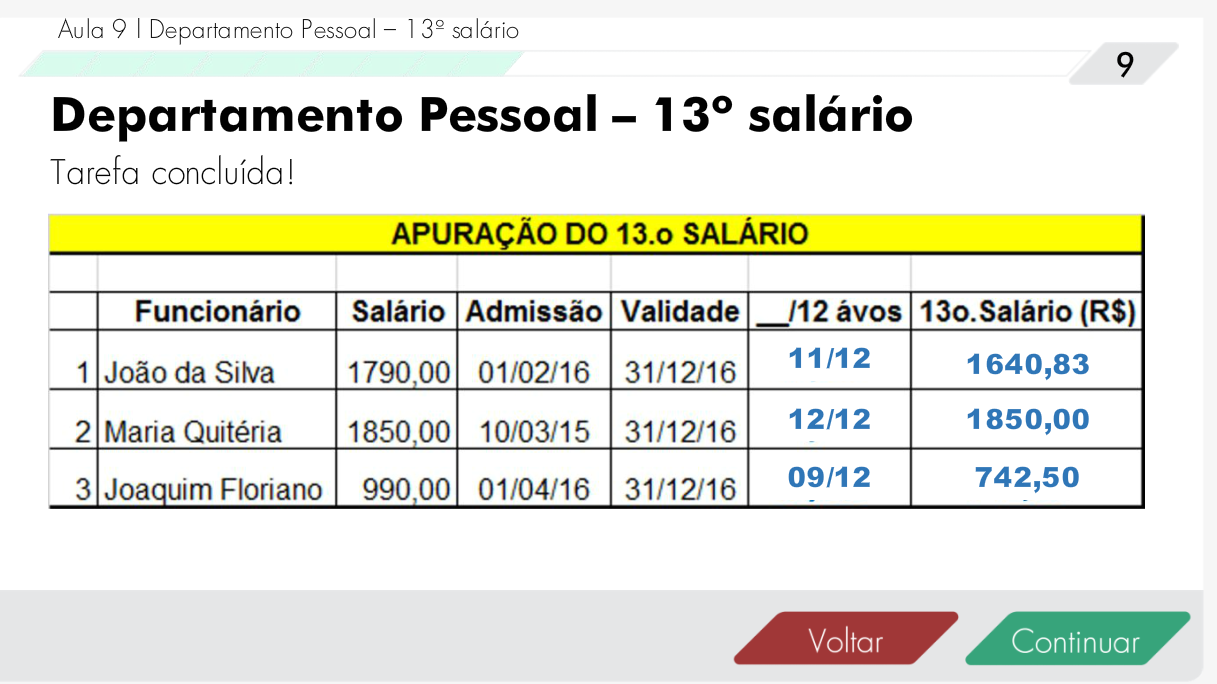 Aula 9 l Departamento Pessoal – 13º salário
9
Departamento Pessoal – 13º salário
Tarefa concluída!
APURAÇÃO DO 13.o SALÁRIO
Funcionário Salário Admissão Validade __/12 ávos 13o.Salário (R$)
1 João da Silva 1790,00 01/02/16 31/12/16 11/12 1640,83
2 Maria Quitéria 1850,00 10/03/15 31/12/16 12/12 1850,00
3 Joaquim Floriano 990,00 01/04/16 31/12/16 09/12 742,50
Voltar Continuar